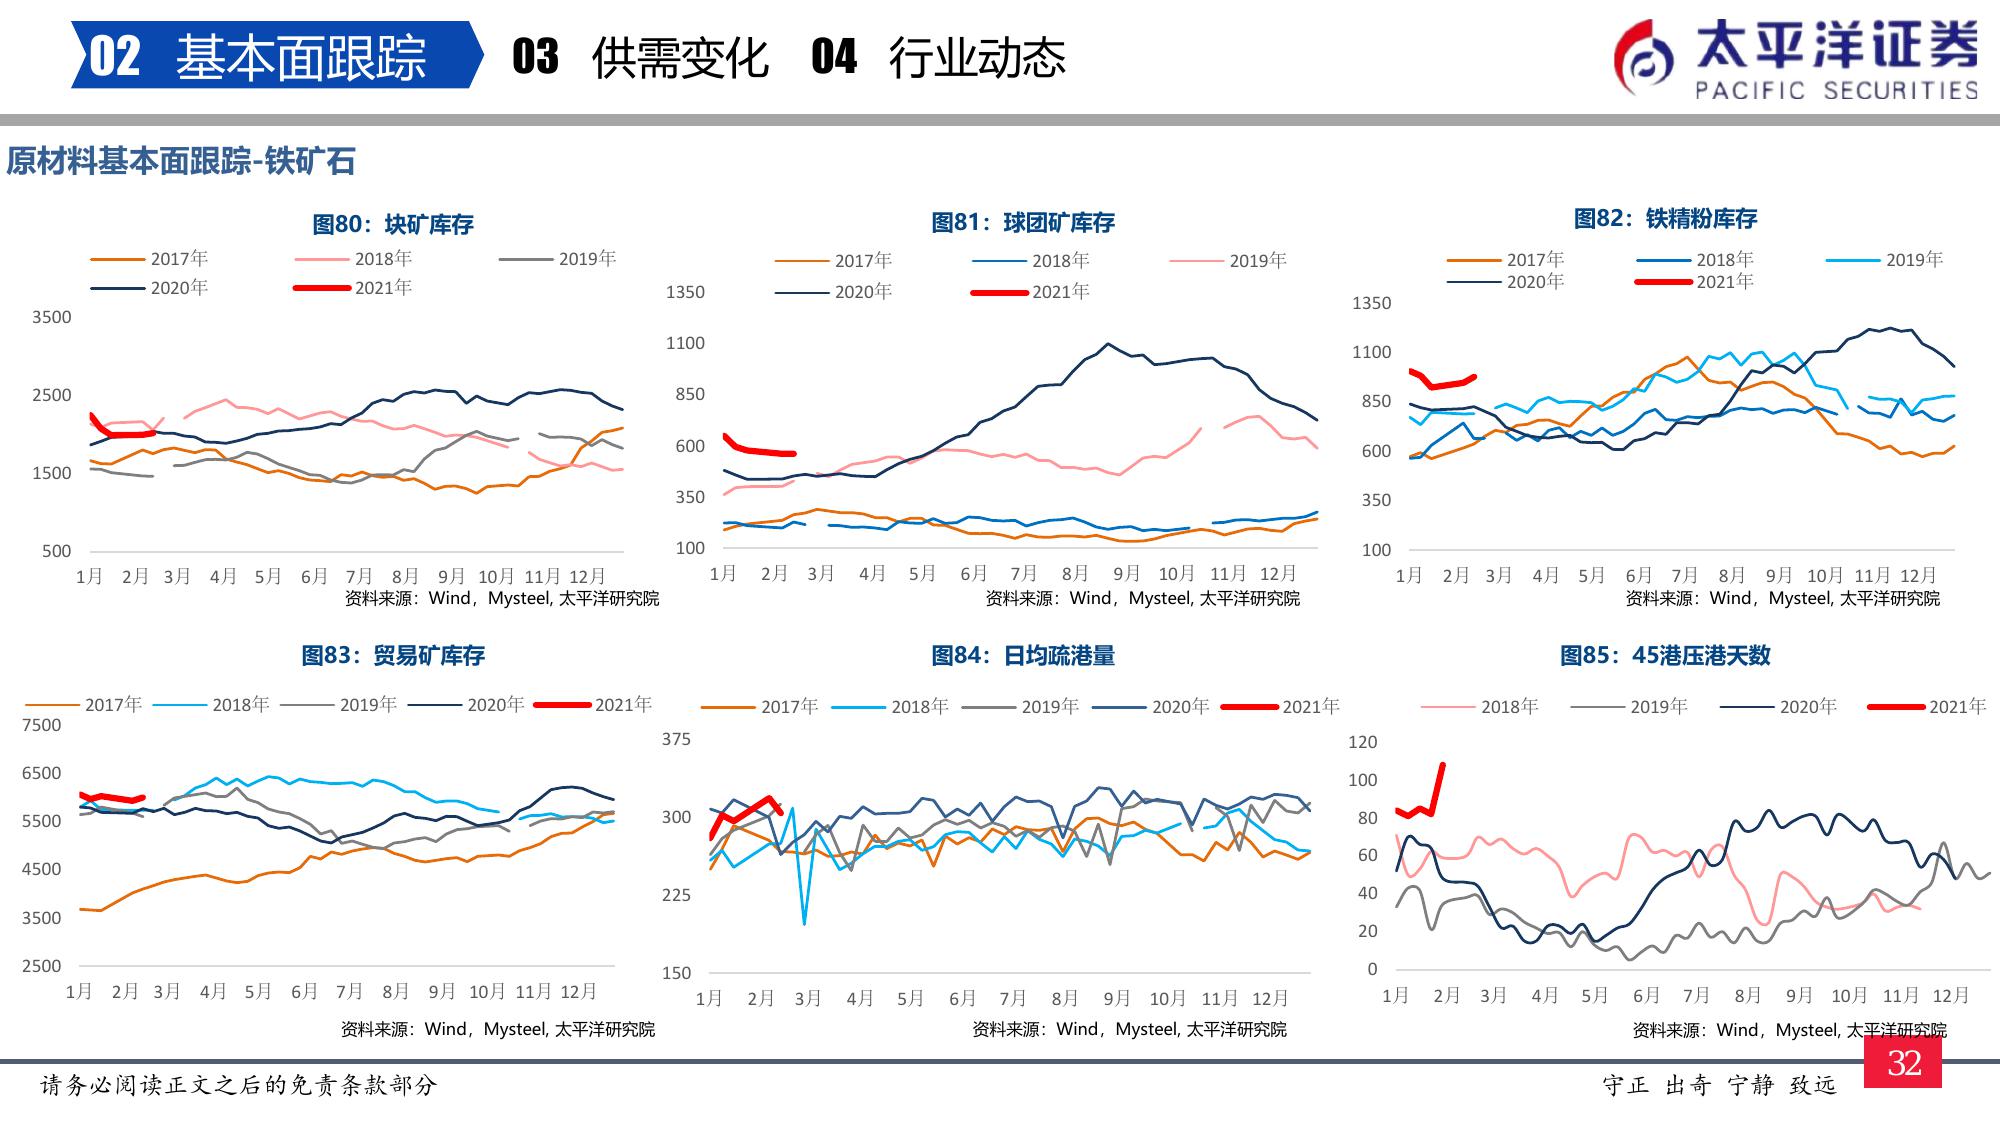 02 基本面跟踪 03 供需变化 04 行业动态
太平洋证券
PACIFIC SECURITIES
原材料基本面跟踪-铁矿石
图80：块矿库存
2017年 2018年 2019年
2020年 2021年
3500
2500
1500
500
1月 2月 3月 4月 5月 6月 7月 8月 9月 10月 11月 12月
资料来源：Wind，Mysteel, 太平洋研究院
图81：球团矿库存
2017年 2018年 2019年
2020年 2021年
1350
1100
850
600
350
100
1月 2月 3月 4月 5月 6月 7月 8月 9月 10月 11月 12月
资料来源：Wind，Mysteel, 太平洋研究院
图82：铁精粉库存
2017年 2018年 2019年
2020年 2021年
1350
1100
850
600
350
100
1月 2月 3月 4月 5月 6月 7月 8月 9月 10月 11月 12月
资料来源：Wind，Mysteel, 太平洋研究院
图83：贸易矿库存
2017年 2018年 2019年 2020年 2021年
7500
6500
5500
4500
3500
2500
1月 2月 3月 4月 5月 6月 7月 8月 9月 10月 11月 12月
资料来源：Wind，Mysteel, 太平洋研究院
图84：日均疏港量
2017年 2018年 2019年 2020年 2021年
375
300
225
150
1月 2月 3月 4月 5月 6月 7月 8月 9月 10月 11月 12月
资料来源：Wind，Mysteel, 太平洋研究院
图85：45港压港天数
2018年 2019年 2020年 2021年
120
100
80
60
40
20
0
1月 2月 3月 4月 5月 6月 7月 8月 9月 10月 11月 12月
资料来源：Wind，Mysteel, 太平洋研究院
请务必阅读正文之后的免责条款部分
守正 出奇 宁静 致远
32